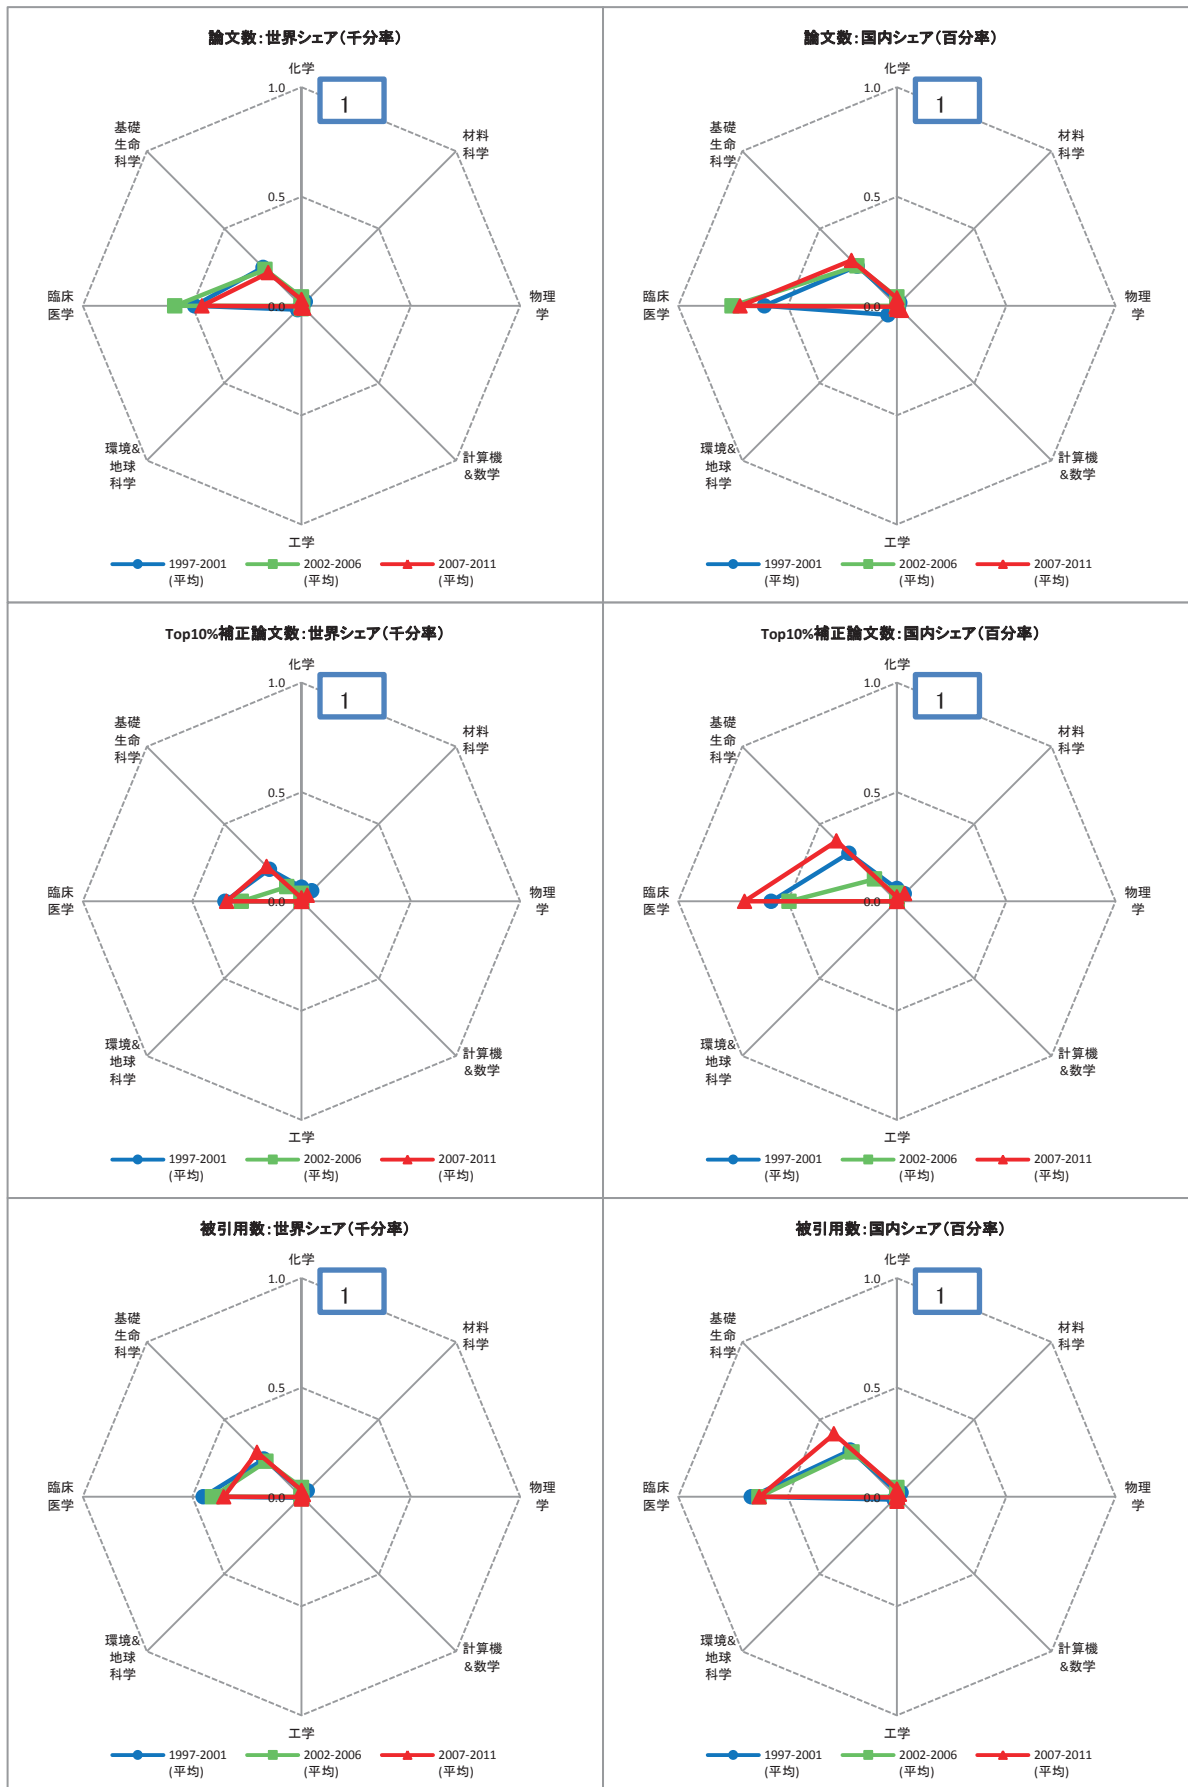 論文数：世界シェア（千分率）
化学
1.0
1
基礎
生命
科学
材料
科学
0.5
臨床
医学
0.0
物理
学
環境&
地球
科学
計算機
&数学
工学
1997-2001
(平均)
2002-2006
(平均)
2007-2011
(平均)
論文数：国内シェア（百分率）
化学
1.0
1
基礎
生命
科学
材料
科学
0.5
臨床
医学
0.0
物理
学
環境&
地球
科学
計算機
&数学
工学
1997-2001
(平均)
2002-2006
(平均)
2007-2011
(平均)
Top10%補正論文数：世界シェア（千分率）
化学
1.0
1
基礎
生命
科学
材料
科学
0.5
臨床
医学
0.0
物理
学
環境&
地球
科学
計算機
&数学
工学
1997-2001
(平均)
2002-2006
(平均)
2007-2011
(平均)
Top10%補正論文数：国内シェア（百分率）
化学
1.0
1
基礎
生命
科学
材料
科学
0.5
臨床
医学
0.0
物理
学
環境&
地球
科学
計算機
&数学
工学
1997-2001
(平均)
2002-2006
(平均)
2007-2011
(平均)
被引用数：世界シェア（千分率）
化学
1.0
1
基礎
生命
科学
材料
科学
0.5
臨床
医学
0.0
物理
学
環境&
地球
科学
計算機
&数学
工学
1997-2001
(平均)
2002-2006
(平均)
2007-2011
(平均)
被引用数：国内シェア（百分率）
化学
1.0
1
基礎
生命
科学
材料
科学
0.5
臨床
医学
0.0
物理
学
環境&
地球
科学
計算機
&数学
工学
1997-2001
(平均)
2002-2006
(平均)
2007-2011
(平均)